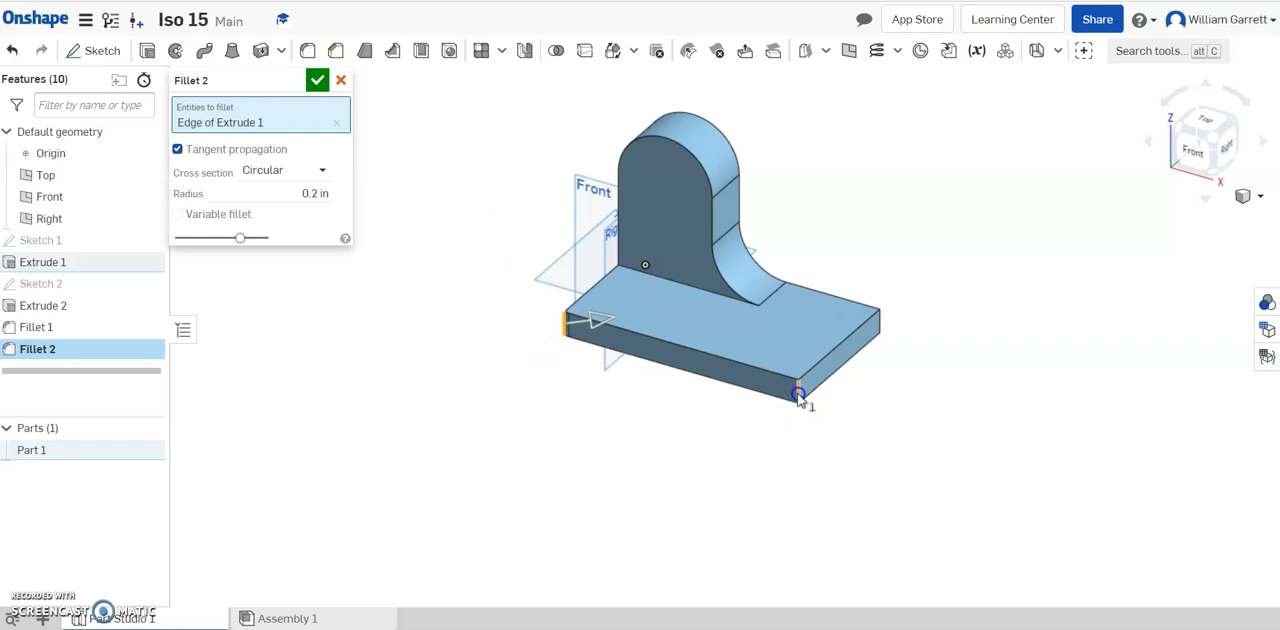 Onshape
Iso 15 Main
App Store
Learning Center
Share
William Garrett
Sketch
Search tools... alt C
Features (10)
Filter by name or type
Default geometry
Origin
Top
Front
Right
Sketch 1
Extrude 1
Sketch 2
Extrude 2
Fillet 1
Fillet 2
Parts (1)
Part 1
Fillet 2
Entities to fillet
Edge of Extrude 1
Tangent propagation
Cross section Circular
Radius 0.2 in
Variable fillet
Front
1
Z
Top
Front
Right
X
RECORDED WITH
SCREENCAST MATIC
Part Studio 1
Assembly 1